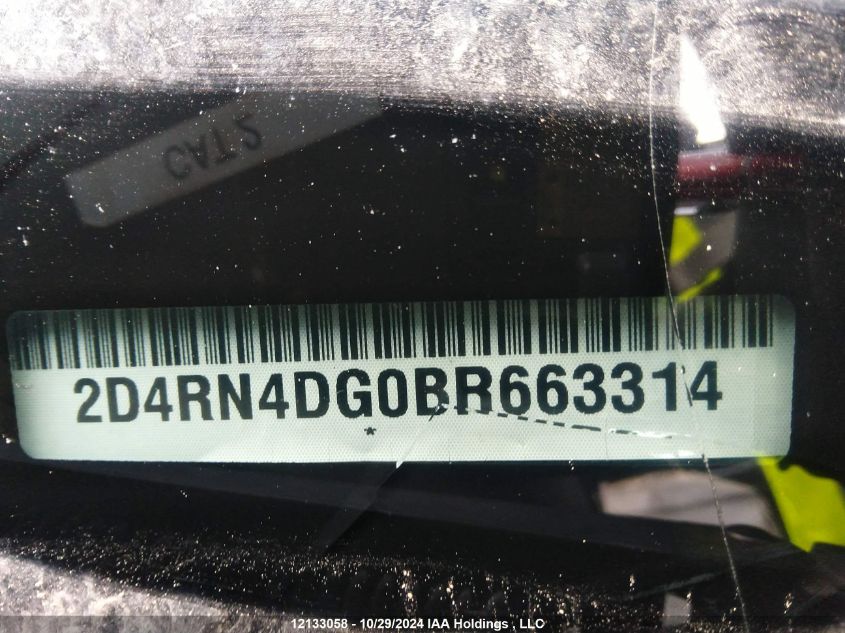 CAT2
2D4RN4DG0BR663314
*
12133058 - 10/29/2024 IAA Holdings , LLC